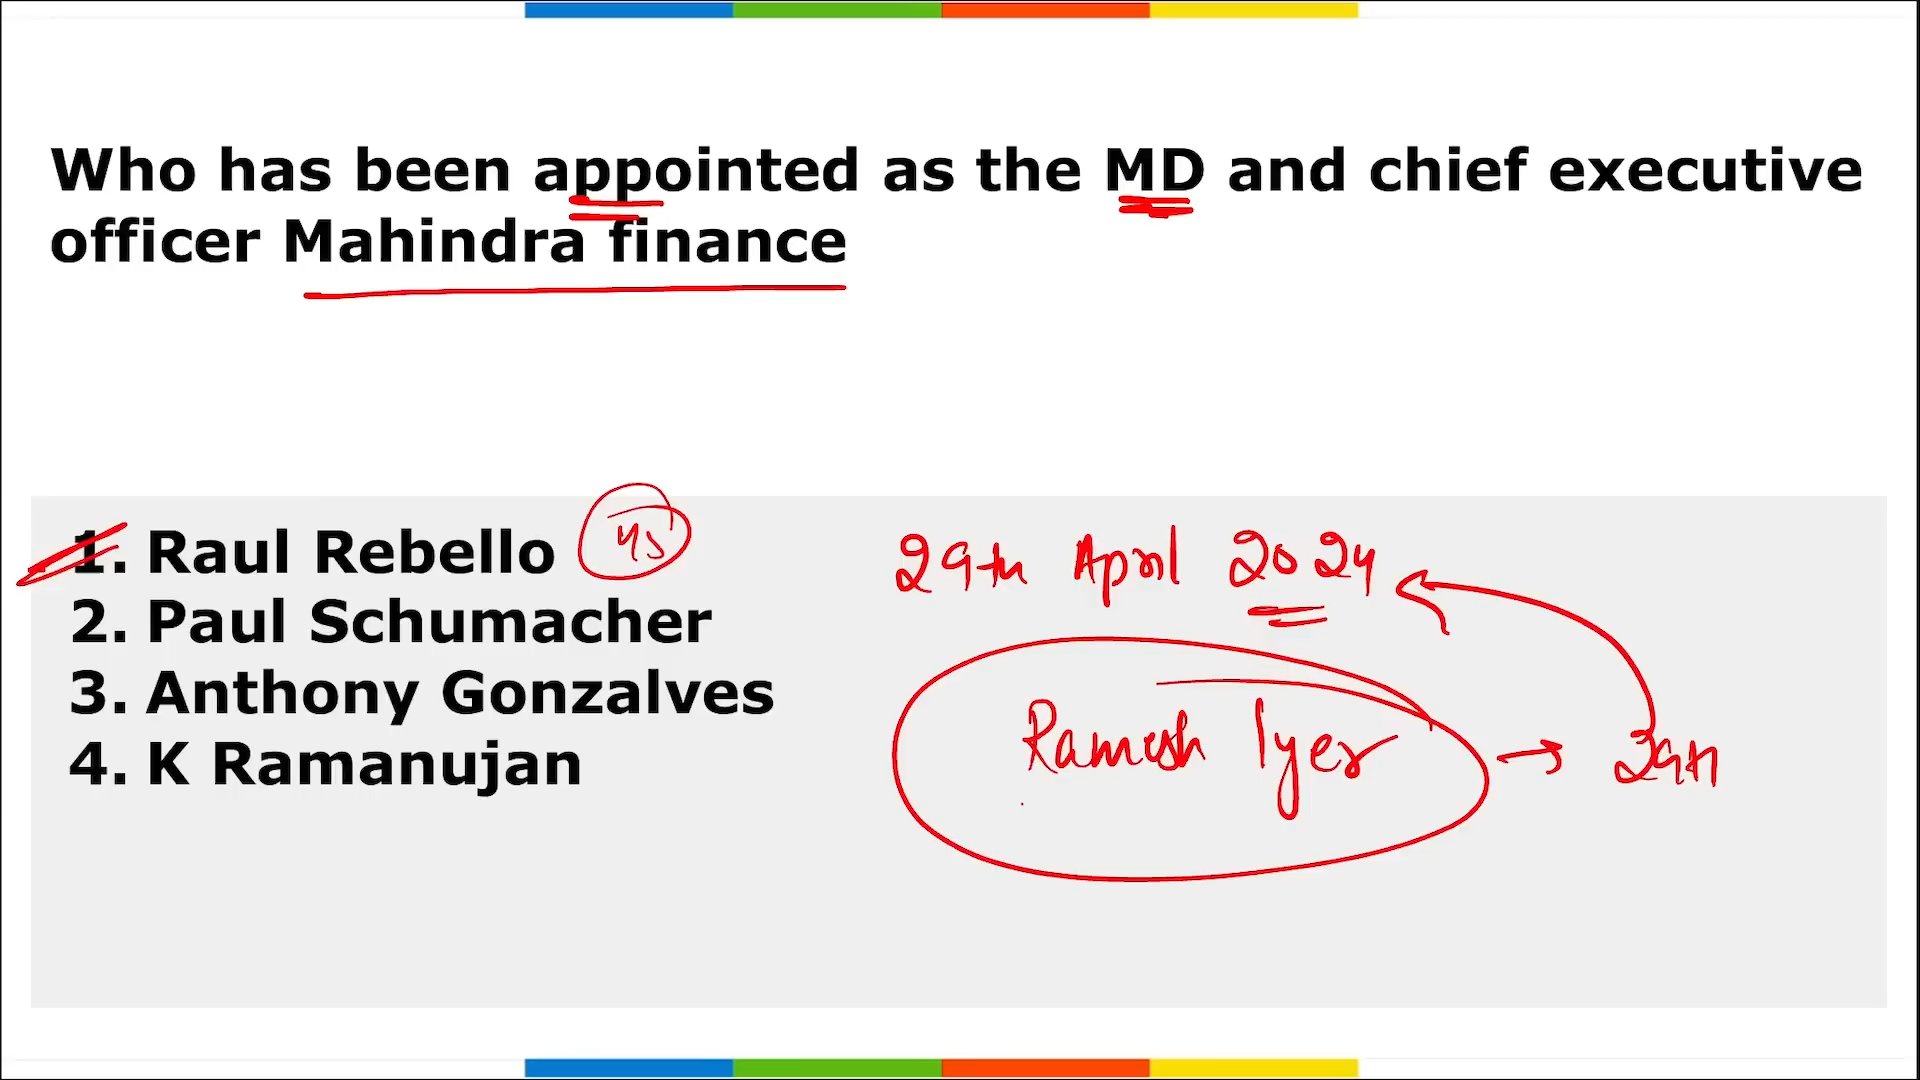 Who has been appointed as the MD and chief executive
officer Mahindra finance
1. Raul Rebello
2. Paul Schumacher
3. Anthony Gonzalves
4. K Ramanujan
29th April 2024
Ramesh Iyer